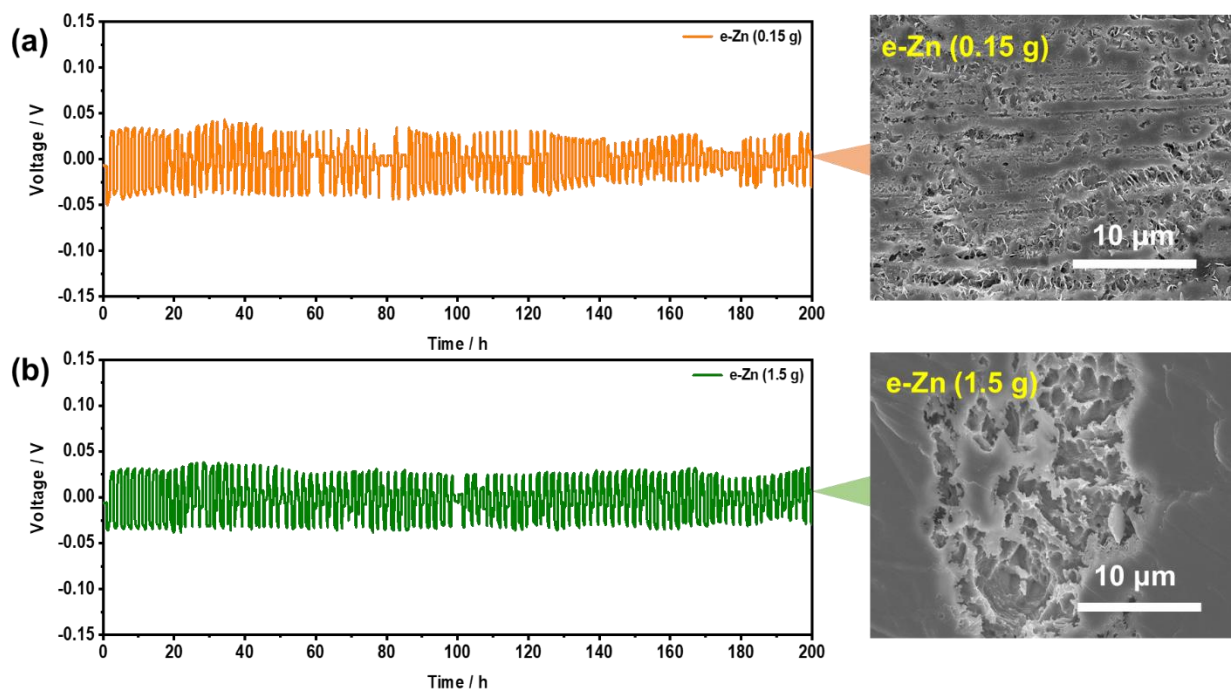 (a)
e-Zn (0.15 g)
0.15
0.10
0.05
0.00
-0.05
-0.10
-0.15
Voltage / V
0 20 40 60 80 100 120 140 160 180 200
Time / h
e-Zn (0.15 g)
10 µm
(b)
e-Zn (1.5 g)
0.15
0.10
0.05
0.00
-0.05
-0.10
-0.15
Voltage / V
0 20 40 60 80 100 120 140 160 180 200
Time / h
e-Zn (1.5 g)
10 µm